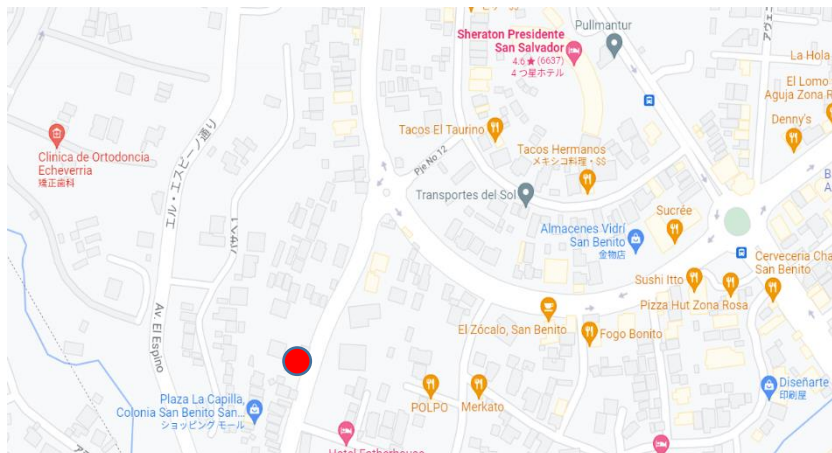 Pullmantur
Sheraton Presidente
San Salvador
4.6★ (6637)
4 つ星ホテル
La Hola
El Lomo
Aguja Zona R
Denny's
Tacos El Taurino
Tacos Hermanos
メキシコ料理・$$
Clinica de Ortodoncia
Echeverria
矯正歯科
エル・エスピーノ通り
Pje No 12
Transportes del Sol
Sucrée
Almacenes Vidrí
San Benito
金物店
Cerveceria Cha
San Benito
Sushi Itto
Pizza Hut Zona Rosa
Av. El Espino
El Zócalo, San Benito
Fogo Bonito
Plaza La Capilla,
Colonia San Benito San...
ショッピング モール
POLPO
Merkato
Diseñarte
印刷屋